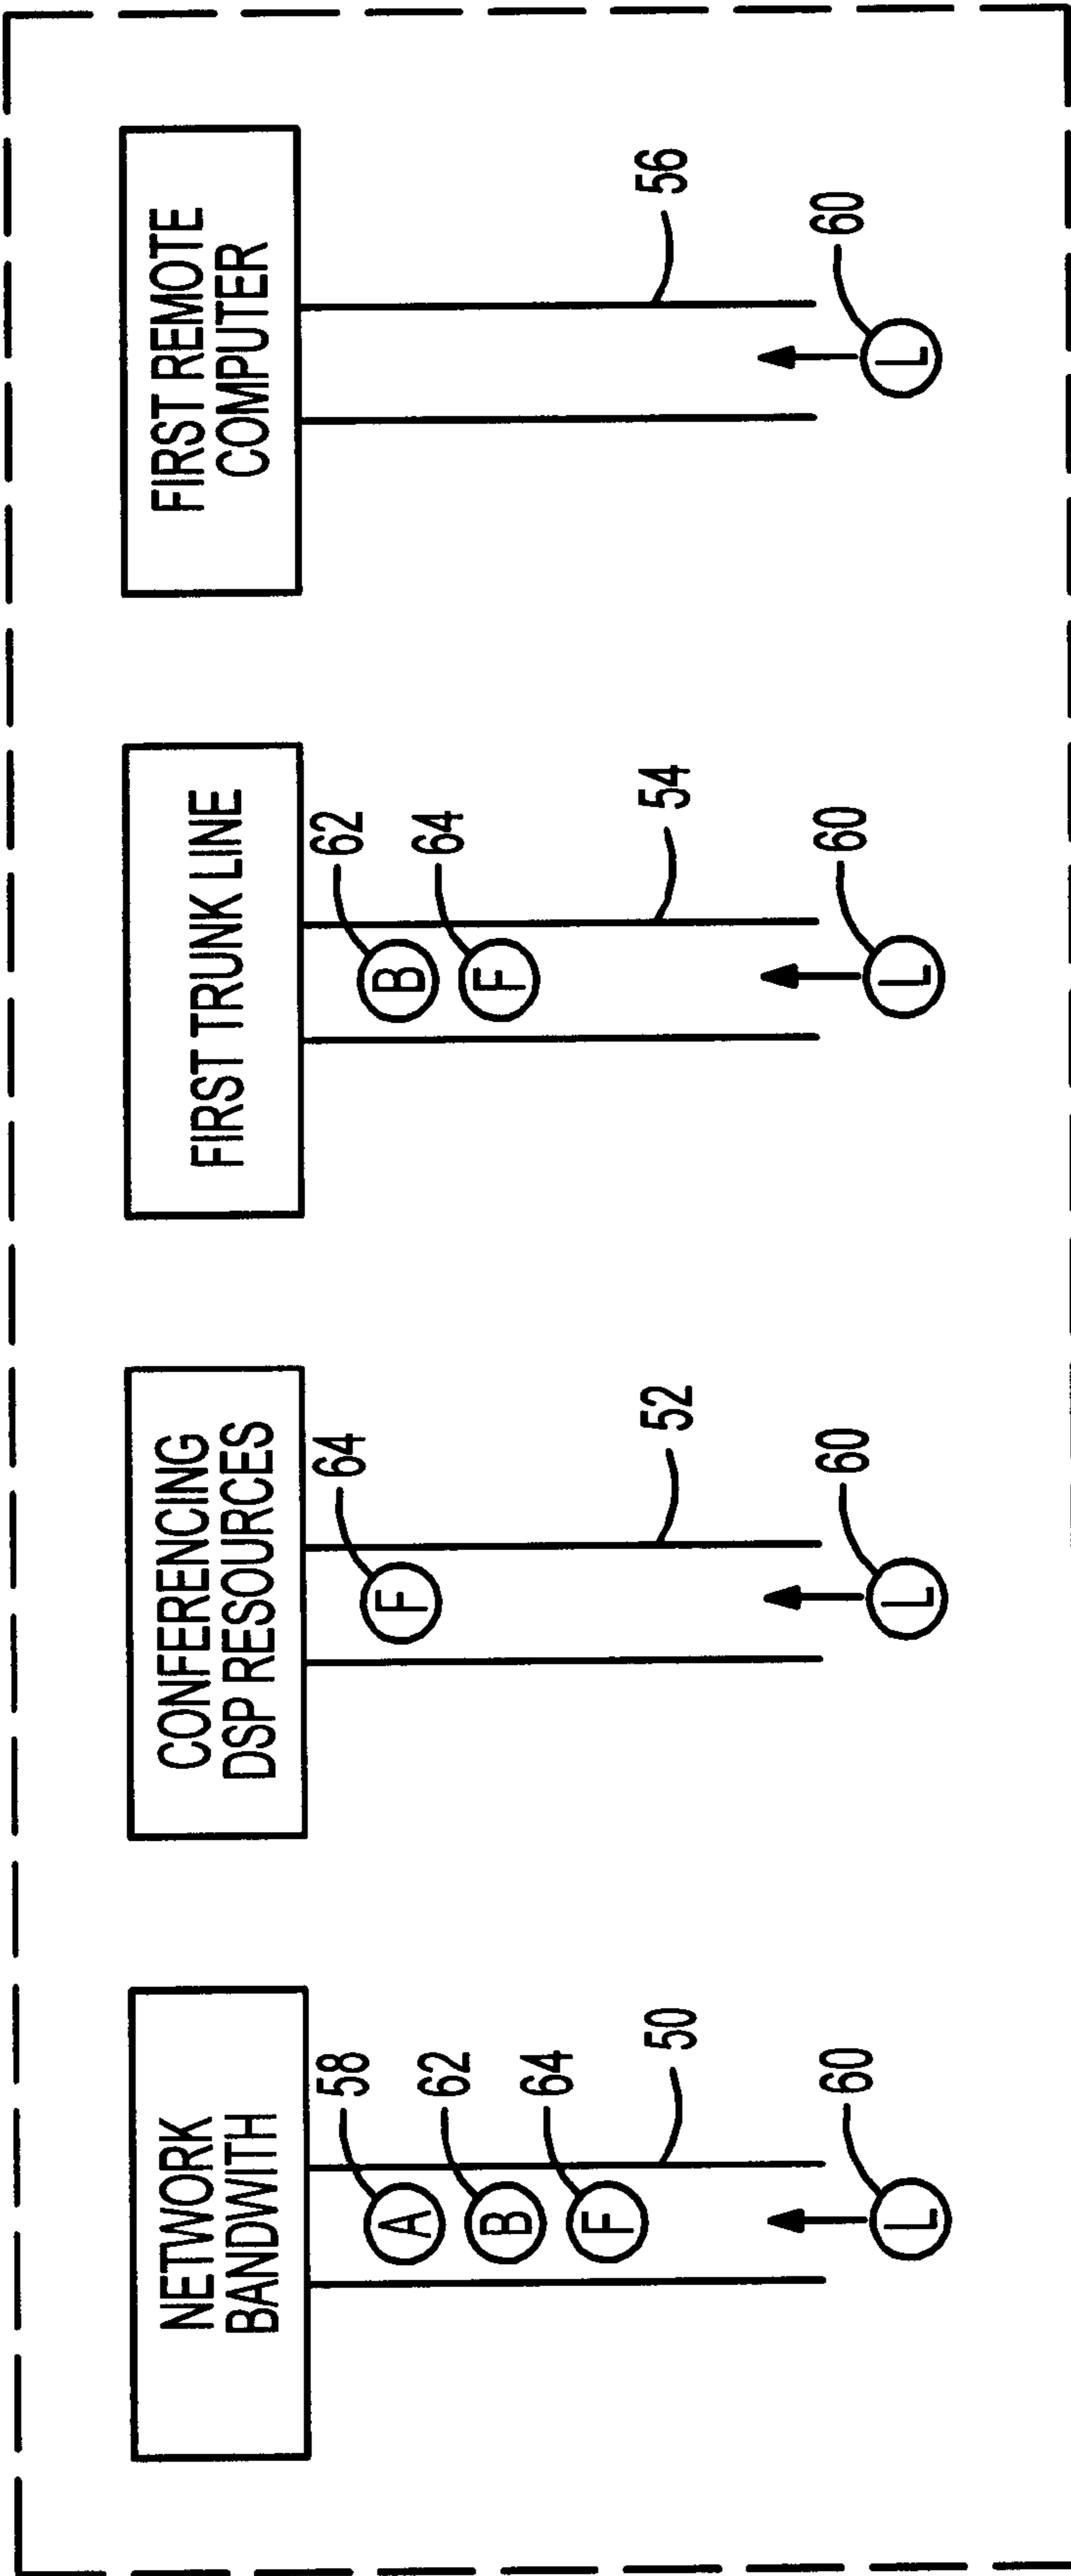 NETWORK
BANDWITH
58
A
62
B
64
F
50
60
L
CONFERENCING
DSP RESOURCES
64
F
52
60
L
FIRST TRUNK LINE
62
B
64
F
54
60
L
FIRST REMOTE
COMPUTER
56
60
L